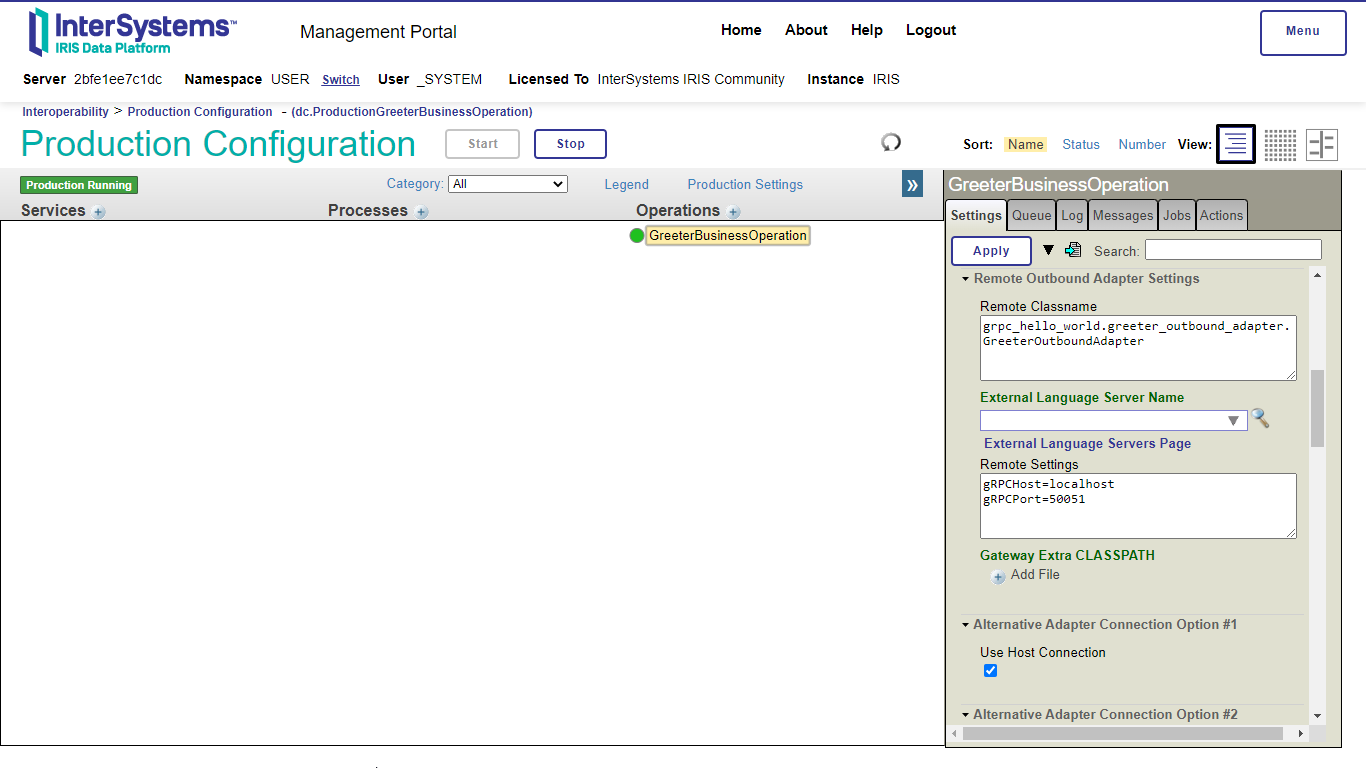 InterSystems™
IRIS Data Platform
Management Portal
Home About Help Logout
Menu
Server 2bfe1ee7c1dc Namespace USER Switch User _SYSTEM Licensed To InterSystems IRIS Community Instance IRIS
Interoperability > Production Configuration - (dc.ProductionGreeterBusinessOperation)
Production Configuration
Start
Stop
Sort: Name Status Number View:
Production Running
Category: All
Legend
Production Settings
»
Services +
Processes +
Operations +
GreeterBusinessOperation
GreeterBusinessOperation
Settings Queue Log Messages Jobs Actions
Apply
Search:
Remote Outbound Adapter Settings
Remote Classname
grpc_hello_world.greeter_outbound_adapter.
GreeterOutboundAdapter
External Language Server Name
External Language Servers Page
Remote Settings
gRPCHost=localhost
gRPCPort=50051
Gateway Extra CLASSPATH
+ Add File
Alternative Adapter Connection Option #1
Use Host Connection
Alternative Adapter Connection Option #2